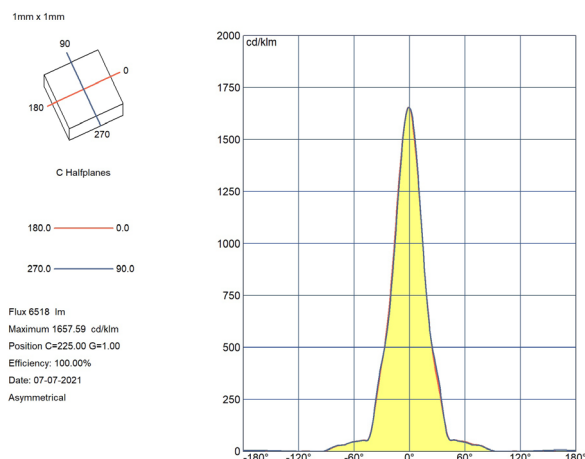 1mm x 1mm
90
0
180
270
C Halfplanes
180.0 0.0
270.0 90.0
Flux 6518 lm
Maximum 1657.59 cd/klm
Position C=225.00 G=1.00
Efficiency: 100.00%
Date: 07-07-2021
Asymmetrical
cd/klm
2000
1750
1500
1250
1000
750
500
250
0
-180° -120° -60° 0° 60° 120° 180°